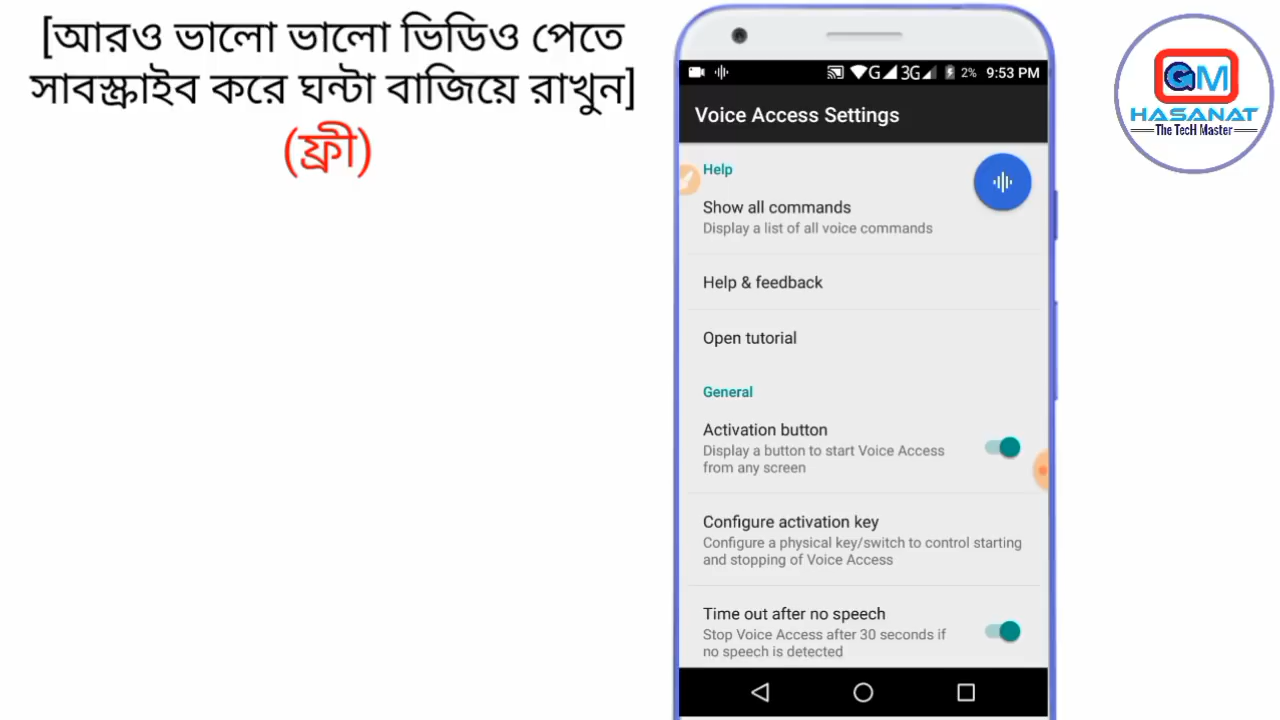 [আরও ভালো ভালো ভিডিও পেতে
সাবস্ক্রাইব করে ঘন্টা বাজিয়ে রাখুন]
(ফ্রী)
GM
HASANAT
The TecH Master
G 3G 2% 9:53 PM
Voice Access Settings
Help
Show all commands
Display a list of all voice commands
Help & feedback
Open tutorial
General
Activation button
Display a button to start Voice Access
from any screen
Configure activation key
Configure a physical key/switch to control starting
and stopping of Voice Access
Time out after no speech
Stop Voice Access after 30 seconds if
no speech is detected